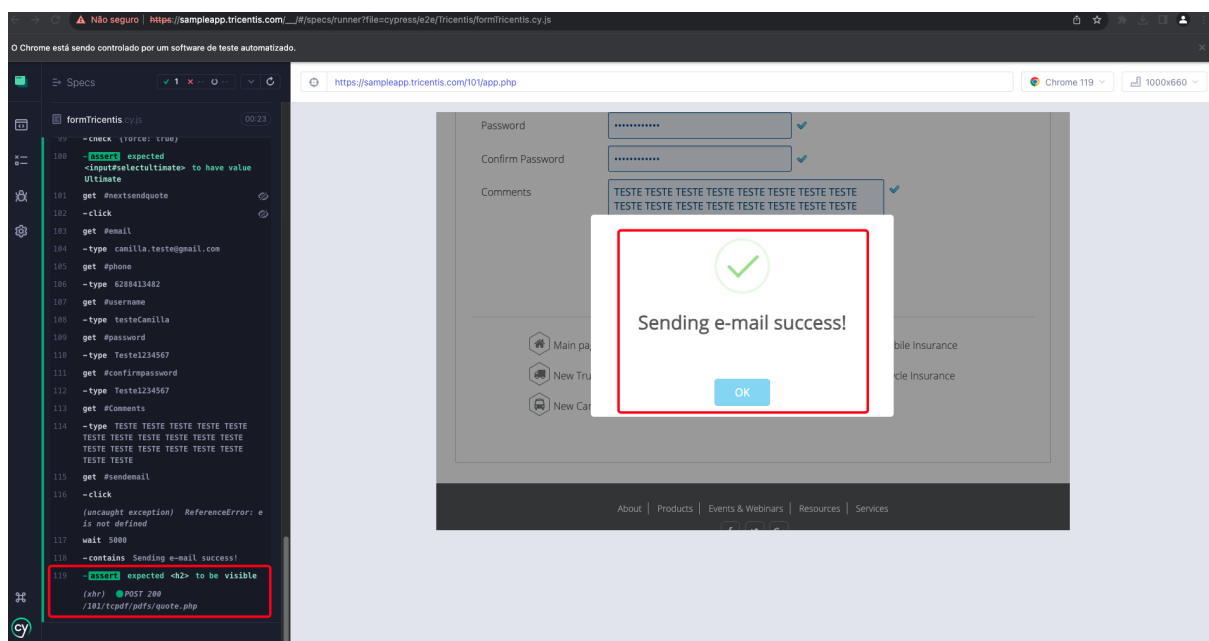 Não seguro | https://sampleapp.tricentis.com/__/#/specs/runner?file=cypress/e2e/Tricentis/formTricentis.cy.js
O Chrome está sendo controlado por um software de teste automatizado.
Specs
1 -- --
https://sampleapp.tricentis.com/101/app.php
Chrome 119
1000x660
formTricentis.cy.js 00:23
99 -check {force: true}
100 -assert expected
<input#selectultimate> to have value
Ultimate
101 get #nextsendquote
102 -click
103 get #email
104 -type camilla.teste@gmail.com
105 get #phone
106 -type 6288413482
107 get #username
108 -type testeCamilla
109 get #password
110 -type Teste1234567
111 get #confirmpassword
112 -type Teste1234567
113 get #Comments
114 -type TESTE TESTE TESTE TESTE TESTE
TESTE TESTE TESTE TESTE TESTE TESTE
TESTE TESTE TESTE TESTE TESTE TESTE
TESTE TESTE
115 get #sendemail
116 -click
(uncaught exception) ReferenceError: e
is not defined
117 wait 5000
118 -contains Sending e-mail success!
119 -assert expected <h2> to be visible
(xhr) POST 200
/101/tcpdf/pdfs/quote.php
cy
Password ••••••••••••
Confirm Password ••••••••••••
Comments TESTE TESTE TESTE TESTE TESTE TESTE TESTE TESTE
TESTE TESTE TESTE TESTE TESTE TESTE TESTE TESTE
Sending e-mail success!
OK
Main pa
bile Insurance
New Tru
cle Insurance
New Car
About | Products | Events & Webinars | Resources | Services